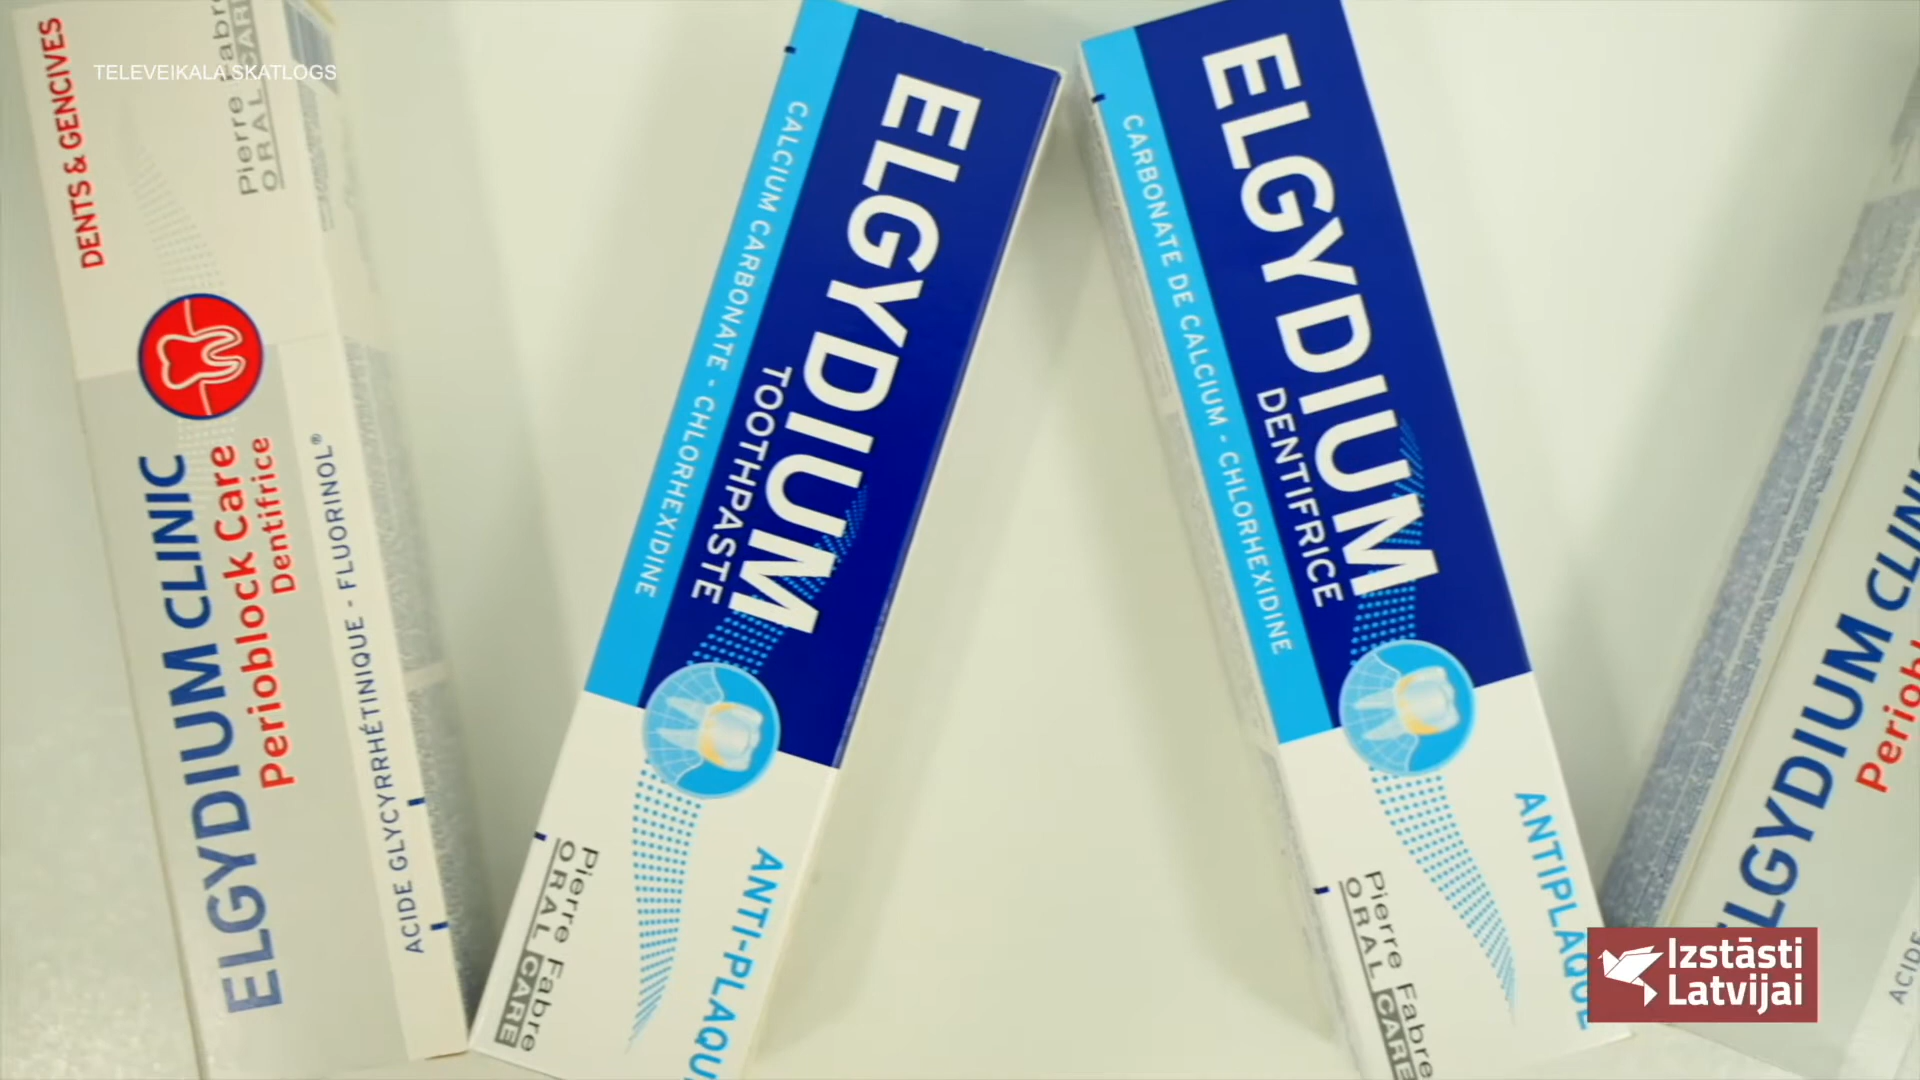 TELEVEIKALA SKATLOGS
DENTS & GENCIVES
Pierre Fabre
ORAL CARE
ELGYDIUM CLINIC
Perioblock Care
Dentifrice
ACIDE GLYCYRRHÉTINIQUE - FLUORINOL®
ELGYDIUM
TOOTHPASTE
CALCIUM CARBONATE - CHLORHEXIDINE
ANTI-PLAQU
Pierre Fabre
ORAL CARE
ELGYDIUM
DENTIFRICE
CARBONATE DE CALCIUM - CHLORHEXIDINE
ANTIPLAQUE
Pierre Fabre
ORAL CARE
ELGYDIUM CLINI
Periobl
ACIDE
Izstāsti
Latvijai